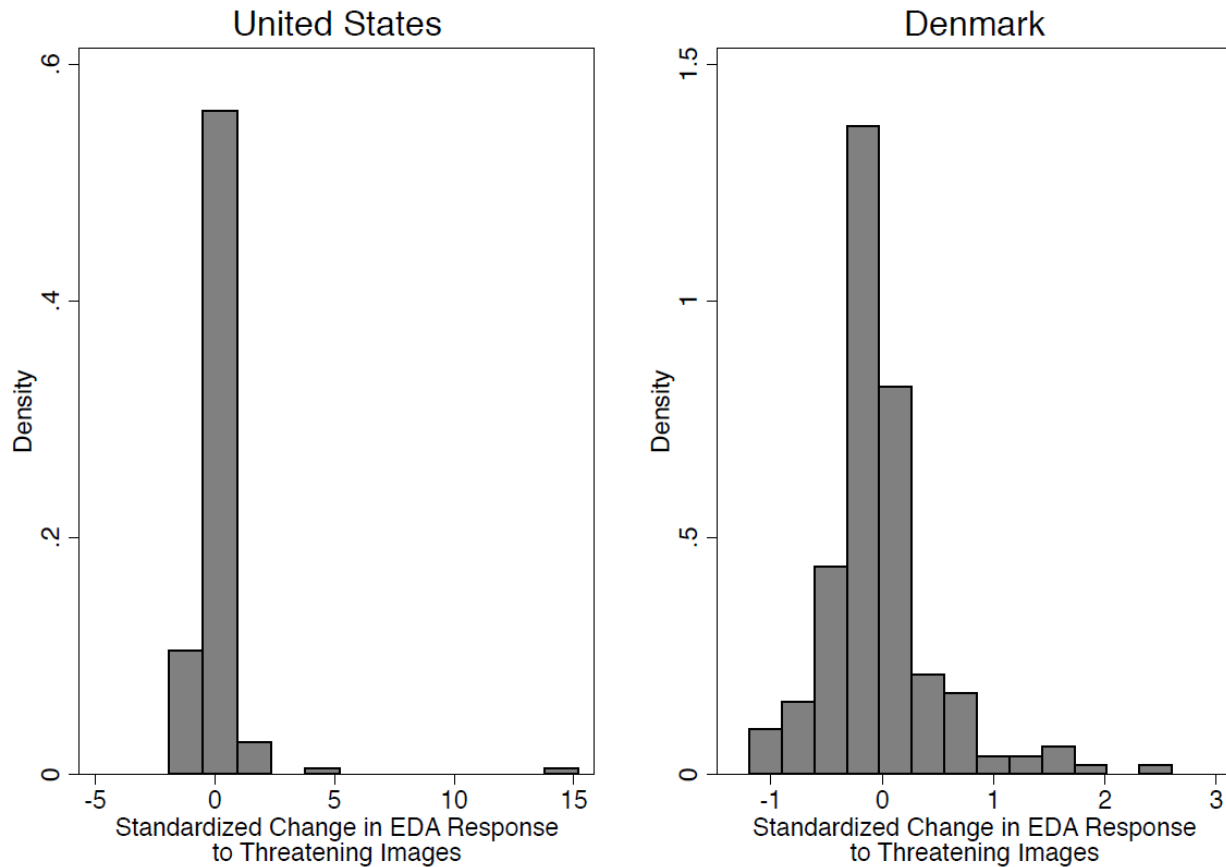 United States
Density
.6
.4
.2
0
-5 0 5 10 15
Standardized Change in EDA Response
to Threatening Images
Denmark
Density
1.5
1
.5
0
-1 0 1 2 3
Standardized Change in EDA Response
to Threatening Images